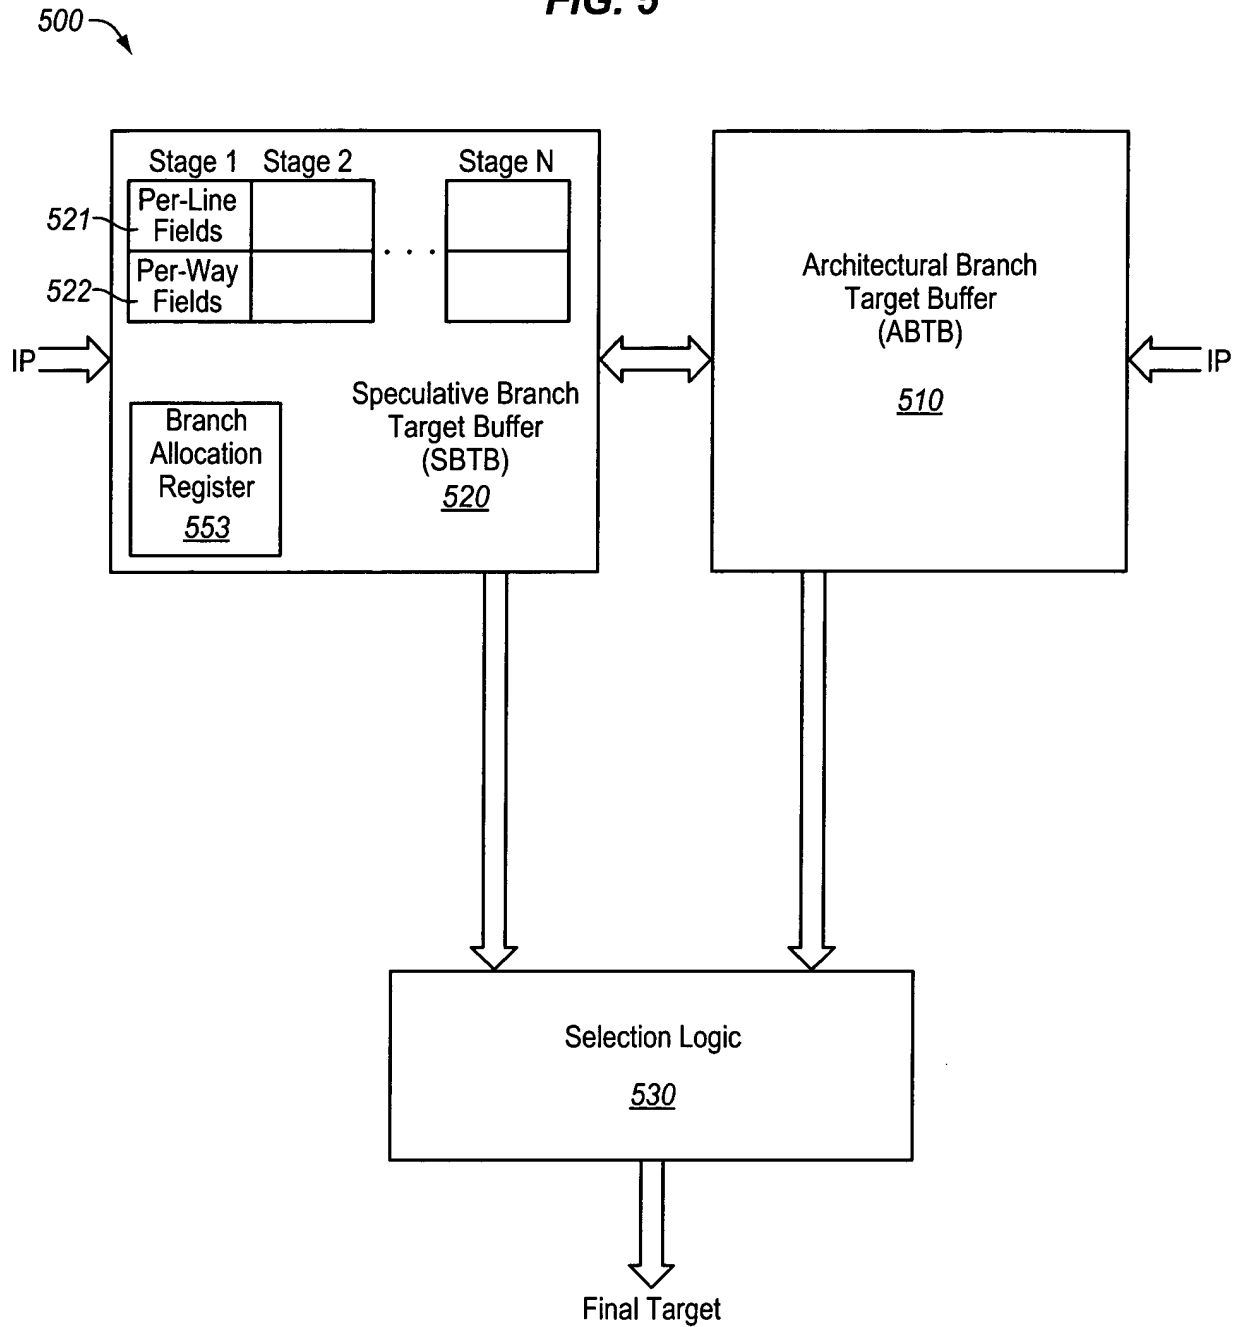 FIG. 5
500
Stage 1 Stage 2 Stage N
521
Per-Line
Fields
522
Per-Way
Fields
. . .
IP
Branch
Allocation
Register
553
Speculative Branch
Target Buffer
(SBTB)
520
Architectural Branch
Target Buffer
(ABTB)
510
IP
Selection Logic
530
Final Target